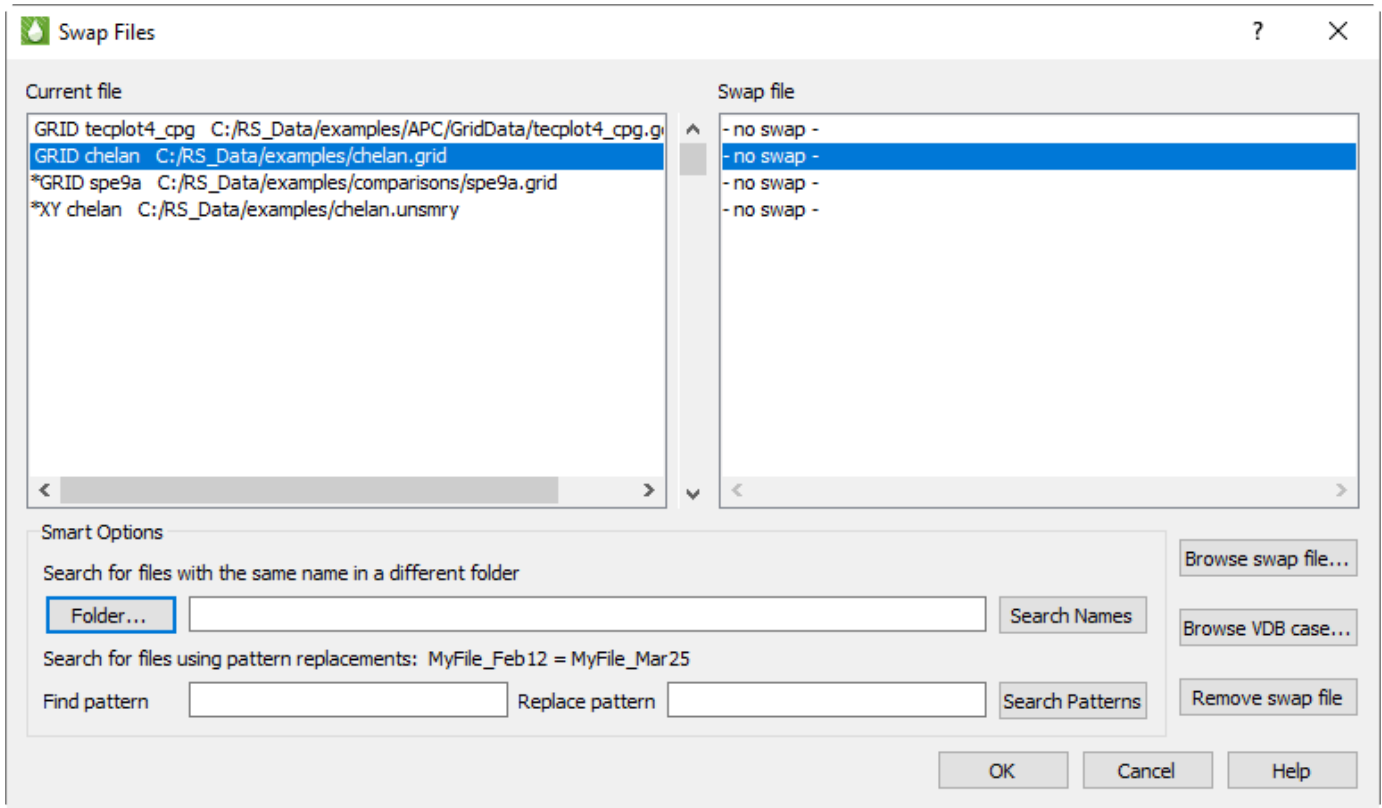 Swap Files
Current file
Swap file
GRID tecplot4_cpg C:/RS_Data/examples/APC/GridData/tecplot4_cpg.g
- no swap -
GRID chelan C:/RS_Data/examples/chelan.grid
- no swap -
*GRID spe9a C:/RS_Data/examples/comparisons/spe9a.grid
- no swap -
*XY chelan C:/RS_Data/examples/chelan.unsmry
- no swap -
Smart Options
Search for files with the same name in a different folder
Folder...
Search Names
Search for files using pattern replacements: MyFile_Feb12 = MyFile_Mar25
Find pattern
Replace pattern
Search Patterns
Browse swap file...
Browse VDB case...
Remove swap file
OK
Cancel
Help